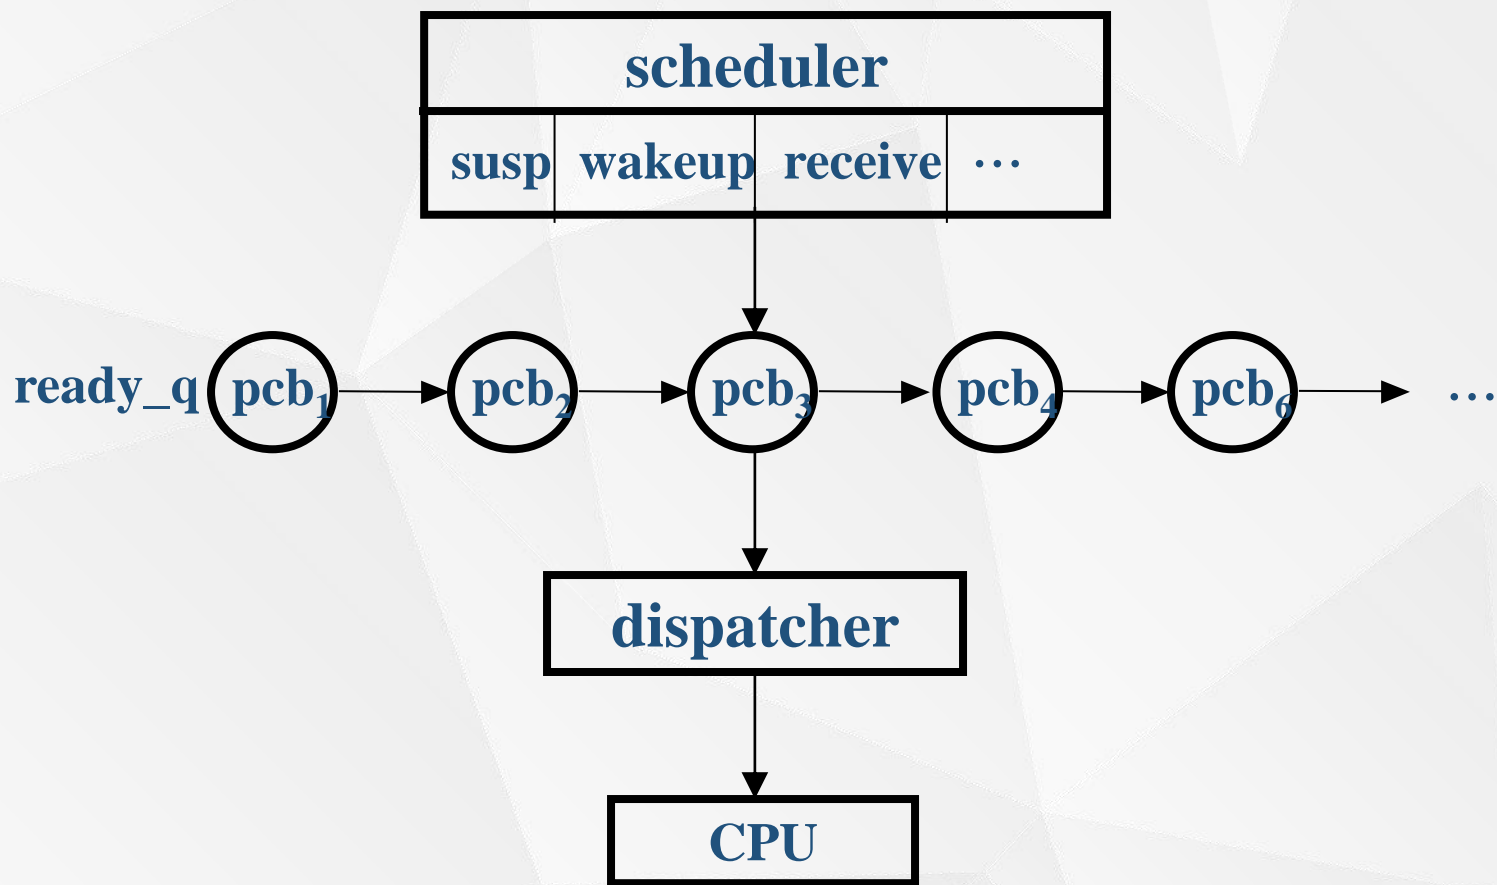 scheduler
susp wakeup receive …
ready_q pcb₁ pcb₂ pcb₃ pcb₄ pcb₆ …
dispatcher
CPU